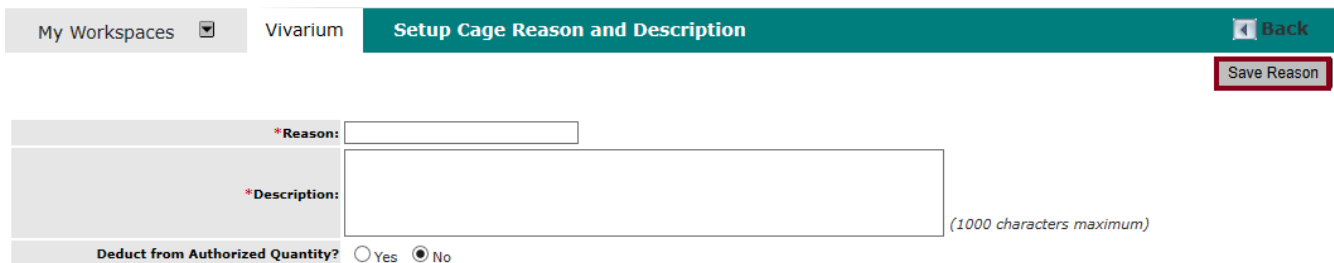 My Workspaces Vivarium Setup Cage Reason and Description Back
Save Reason
*Reason:
*Description:
(1000 characters maximum)
Deduct from Authorized Quantity? Yes No